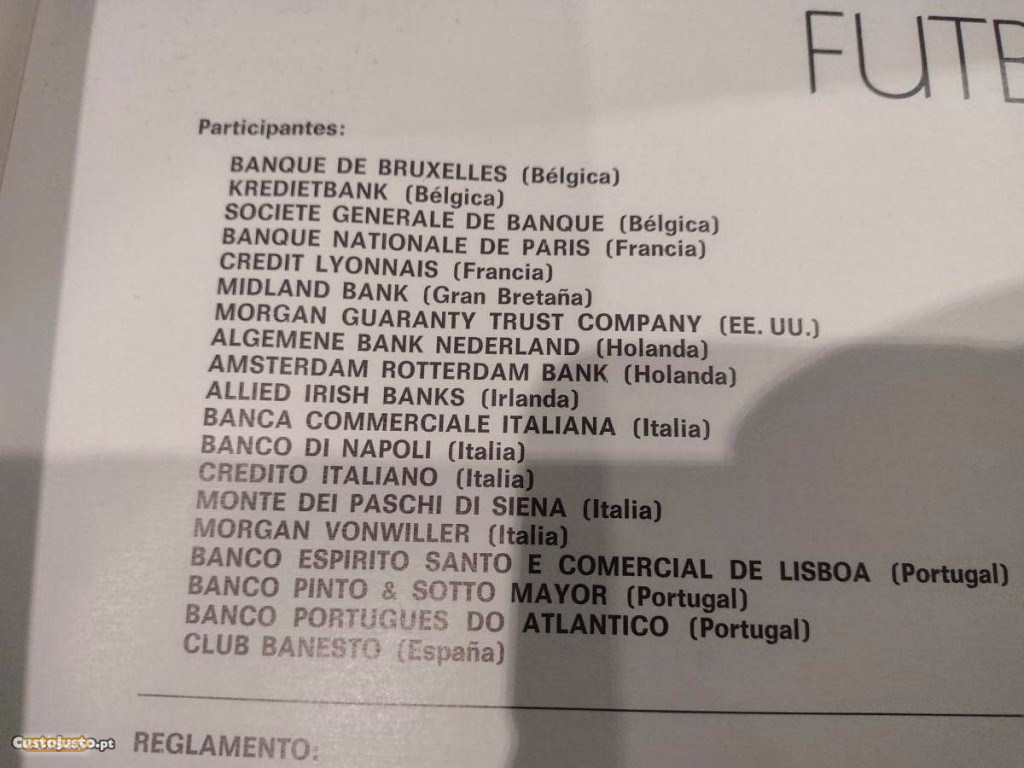 FUTB
Participantes:
BANQUE DE BRUXELLES (Bélgica)
KREDIETBANK (Bélgica)
SOCIETE GENERALE DE BANQUE (Bélgica)
BANQUE NATIONALE DE PARIS (Francia)
CREDIT LYONNAIS (Francia)
MIDLAND BANK (Gran Bretaña)
MORGAN GUARANTY TRUST COMPANY (EE. UU.)
ALGEMENE BANK NEDERLAND (Holanda)
AMSTERDAM ROTTERDAM BANK (Holanda)
ALLIED IRISH BANKS (Irlanda)
BANCA COMMERCIALE ITALIANA (Italia)
BANCO DI NAPOLI (Italia)
CREDITO ITALIANO (Italia)
MONTE DEI PASCHI DI SIENA (Italia)
MORGAN VONWILLER (Italia)
BANCO ESPIRITO SANTO E COMERCIAL DE LISBOA (Portugal)
BANCO PINTO & SOTTO MAYOR (Portugal)
BANCO PORTUGUES DO ATLANTICO (Portugal)
CLUB BANESTO (España)
REGLAMENTO:
Custojusto.pt